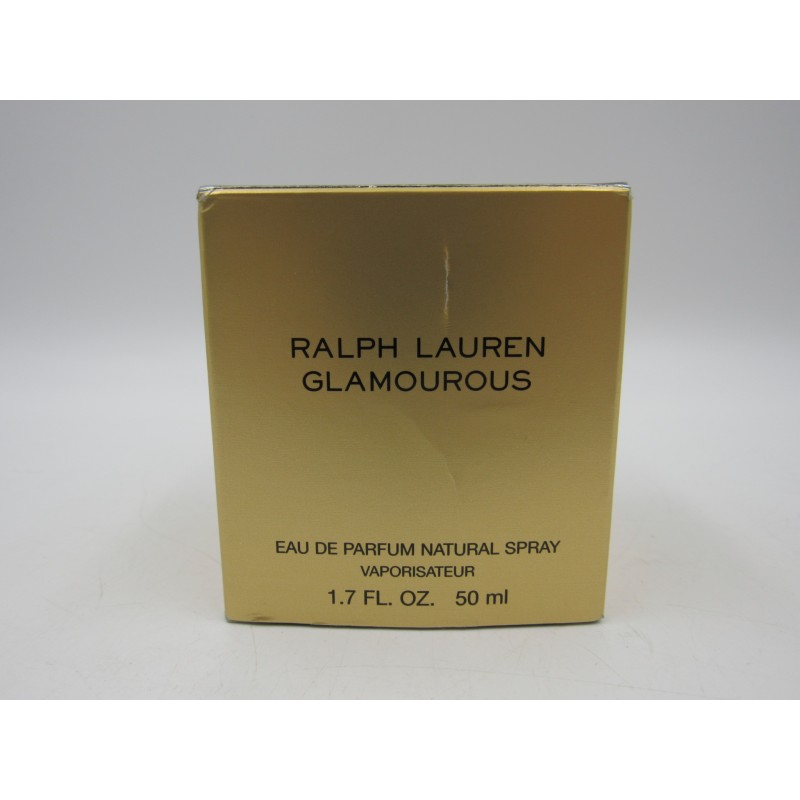 RALPH LAUREN
GLAMOUROUS
EAU DE PARFUM NATURAL SPRAY
VAPORISATEUR
1.7 FL. OZ. 50 ml